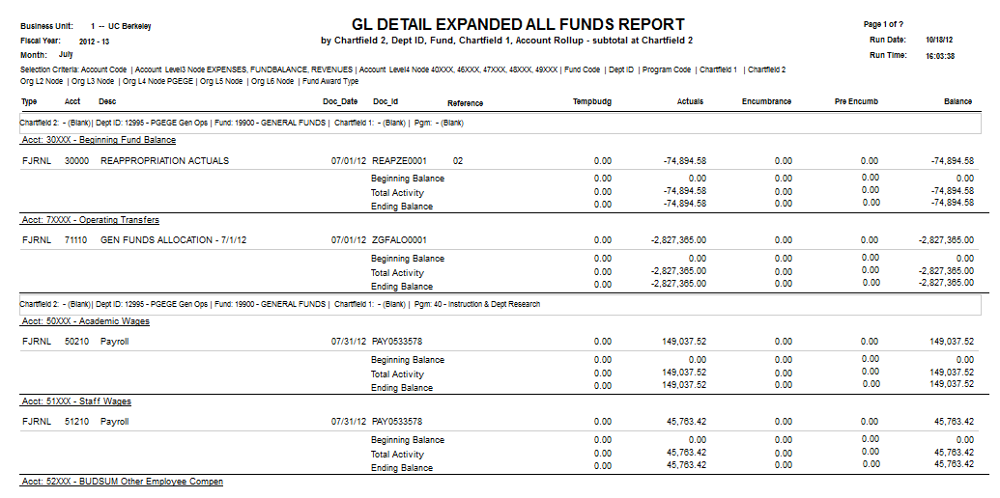 GL DETAIL EXPANDED ALL FUNDS REPORT
by Chartfield 2, Dept ID, Fund, Chartfield 1, Account Rollup - subtotal at Chartfield 2
Business Unit: 1 -- UC Berkeley
Fiscal Year: 2012 - 13
Month: July
Page 1 of ?
Run Date: 10/18/12
Run Time: 16:03:38
Selection Criteria: Account Code | Account Level3 Node EXPENSES, FUNDBALANCE, REVENUES | Account Level4 Node 40XXX, 46XXX, 47XXX, 48XXX, 49XXX | Fund Code | Dept ID | Program Code | Chartfield 1 | Chartfield 2
Org L2 Node | Org L3 Node | Org L4 Node PGEGE | Org L5 Node | Org L6 Node | Fund Award Type
Type Acct Desc Doc_Date Doc_Id Reference Tempbudg Actuals Encumbrance Pre Encumb Balance
Chartfield 2: - (Blank)| Dept ID: 12995 - PGEGE Gen Ops | Fund: 19900 - GENERAL FUNDS | Chartfield 1: - (Blank) | Pgm: - (Blank)
Acct: 30XXX - Beginning Fund Balance
FJRNL 30000 REAPPROPRIATION ACTUALS 07/01/12 REAPZE0001 02 0.00 -74,894.58 0.00 0.00 -74,894.58
Beginning Balance 0.00 0.00 0.00 0.00 0.00
Total Activity 0.00 -74,894.58 0.00 0.00 -74,894.58
Ending Balance 0.00 -74,894.58 0.00 0.00 -74,894.58
Acct: 7XXXX - Operating Transfers
FJRNL 71110 GEN FUNDS ALLOCATION - 7/1/12 07/01/12 ZGFALO0001 0.00 -2,827,365.00 0.00 0.00 -2,827,365.00
Beginning Balance 0.00 0.00 0.00 0.00 0.00
Total Activity 0.00 -2,827,365.00 0.00 0.00 -2,827,365.00
Ending Balance 0.00 -2,827,365.00 0.00 0.00 -2,827,365.00
Chartfield 2: - (Blank)| Dept ID: 12995 - PGEGE Gen Ops | Fund: 19900 - GENERAL FUNDS | Chartfield 1: - (Blank) | Pgm: 40 - Instruction & Dept Research
Acct: 50XXX - Academic Wages
FJRNL 50210 Payroll 07/31/12 PAY0533578 0.00 149,037.52 0.00 0.00 149,037.52
Beginning Balance 0.00 0.00 0.00 0.00 0.00
Total Activity 0.00 149,037.52 0.00 0.00 149,037.52
Ending Balance 0.00 149,037.52 0.00 0.00 149,037.52
Acct: 51XXX - Staff Wages
FJRNL 51210 Payroll 07/31/12 PAY0533578 0.00 45,763.42 0.00 0.00 45,763.42
Beginning Balance 0.00 0.00 0.00 0.00 0.00
Total Activity 0.00 45,763.42 0.00 0.00 45,763.42
Ending Balance 0.00 45,763.42 0.00 0.00 45,763.42
Acct: 52XXX - BUDSUM Other Employee Compen